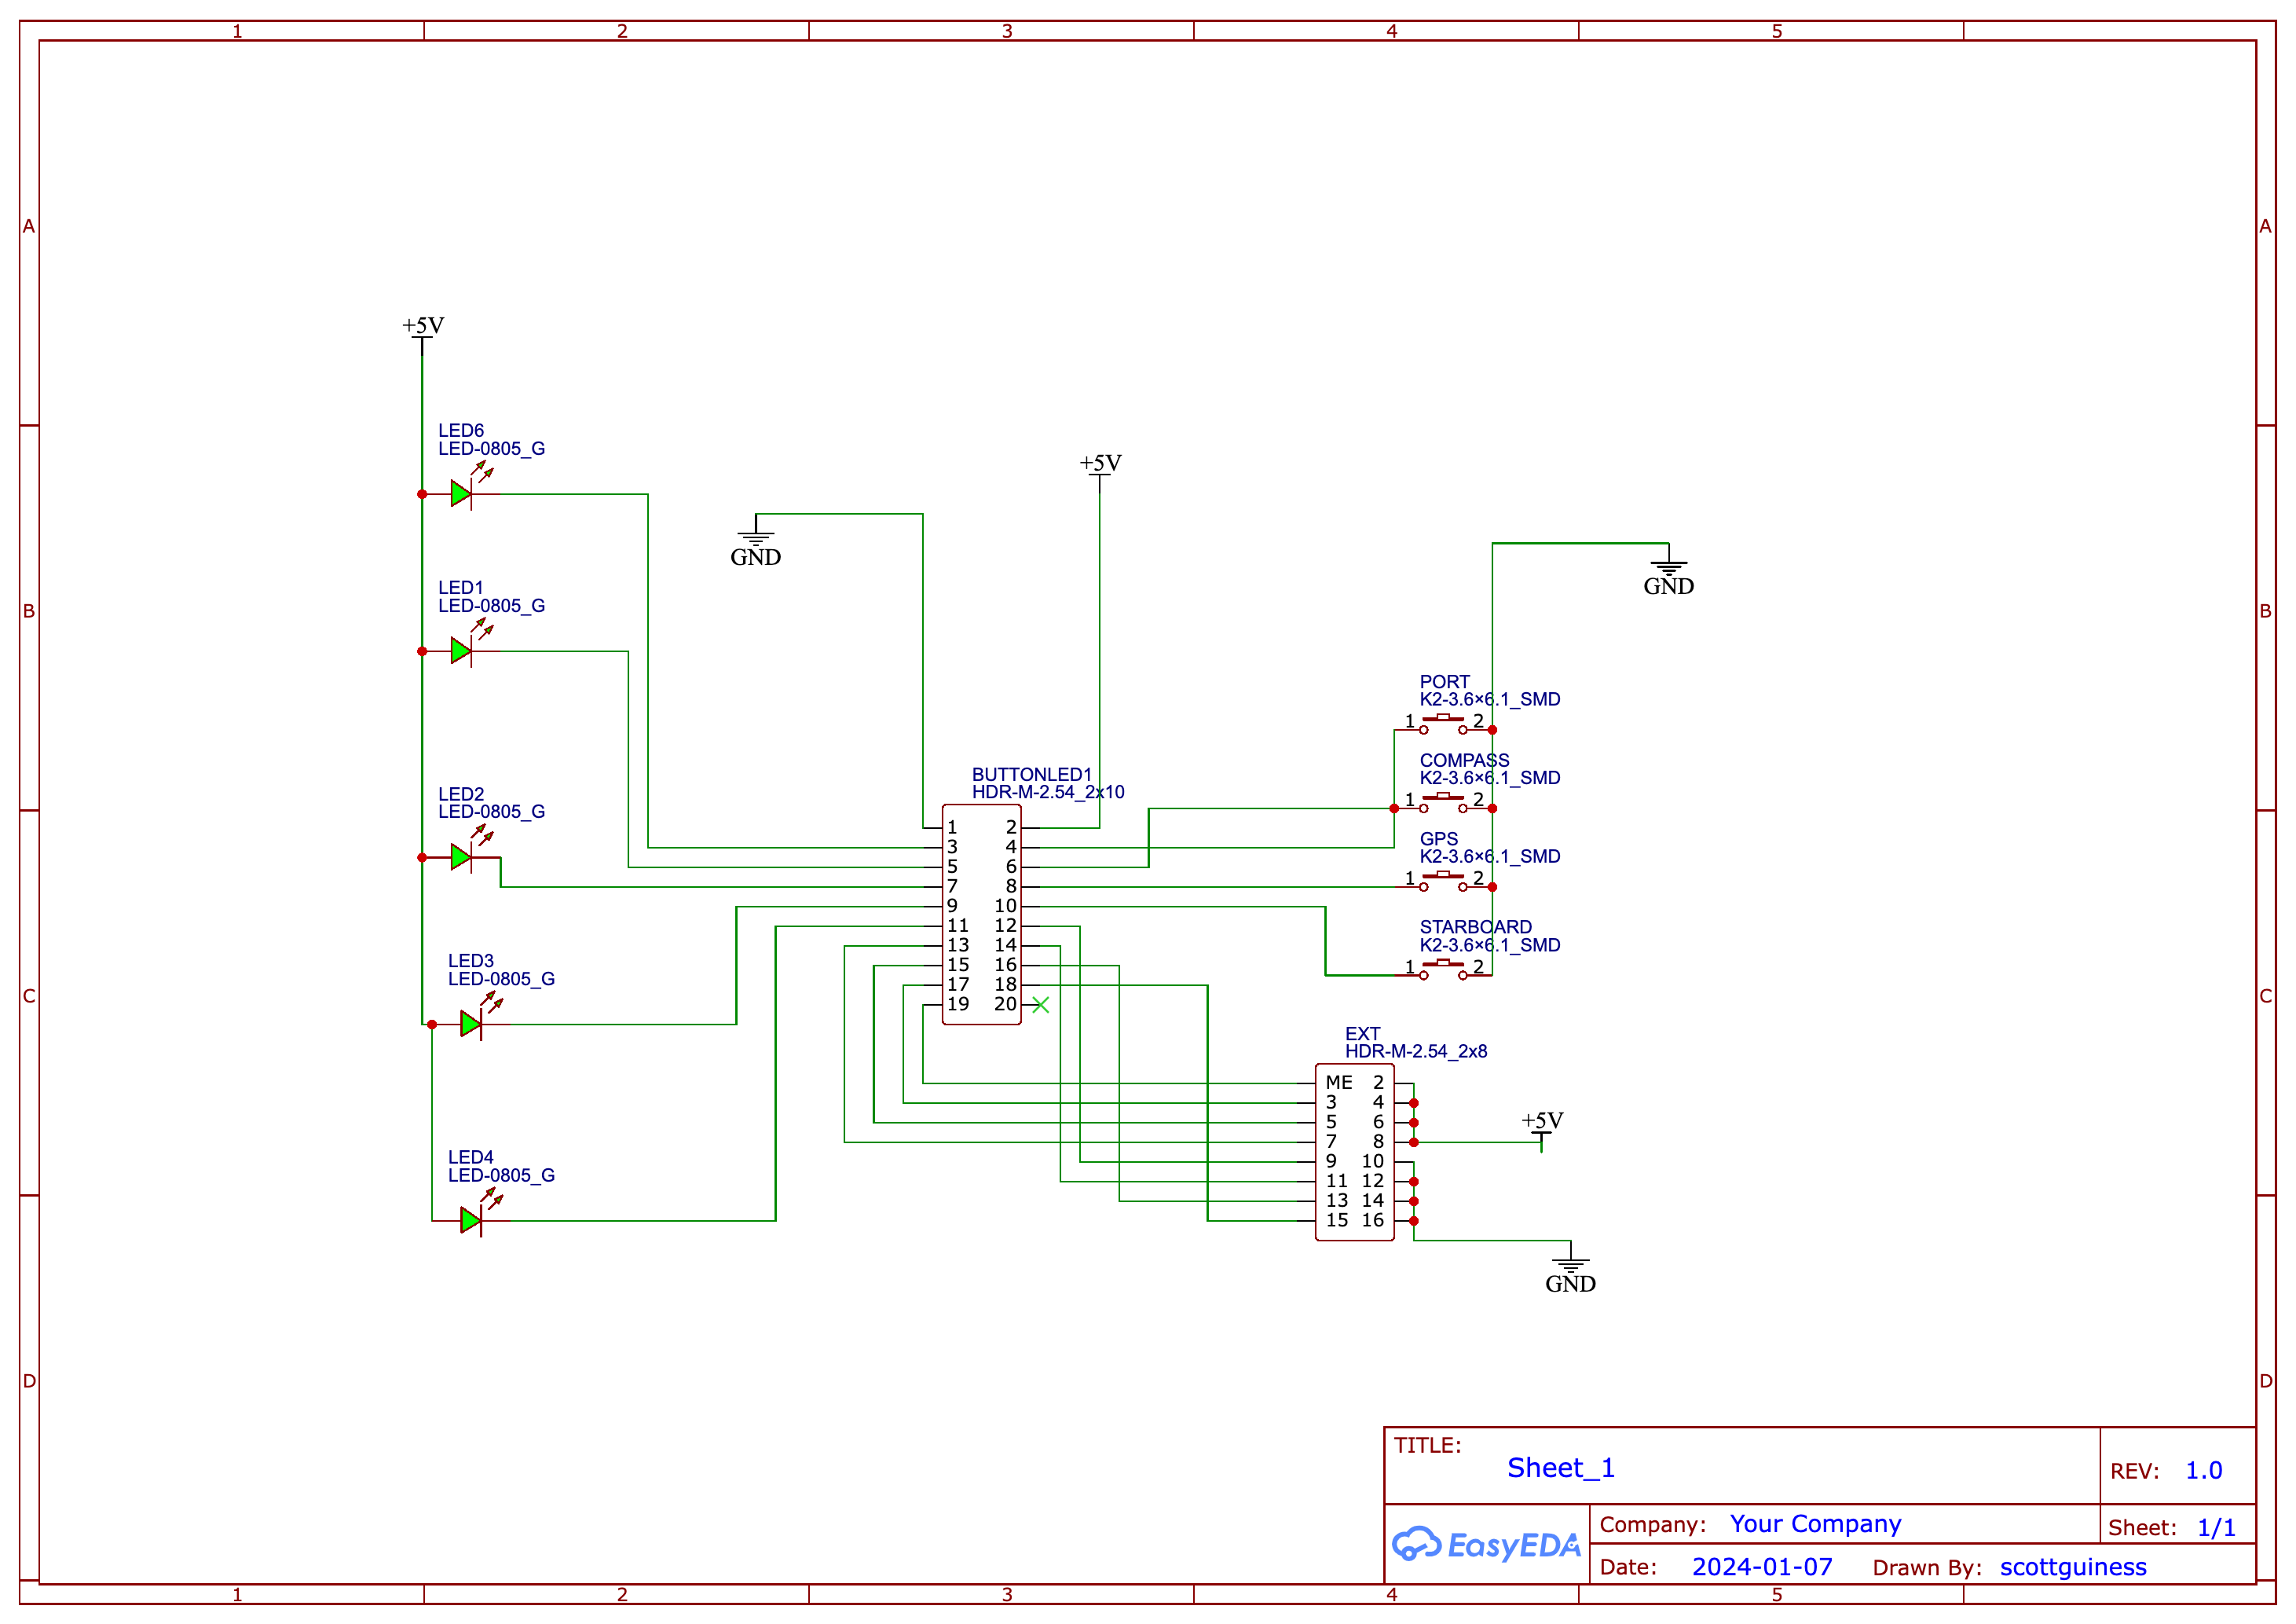 1 2 3 4 5
A A
+5V
LED6
LED-0805_G
+5V
GND
LED1
LED-0805_G
GND
B B
PORT
K2-3.6×6.1_SMD
1 2
COMPASS
K2-3.6×6.1_SMD
1 2
BUTTONLED1
HDR-M-2.54_2x10
LED2
LED-0805_G
1 2
3 4
5 6
7 8
9 10
11 12
13 14
15 16
17 18
19 20
GPS
K2-3.6×6.1_SMD
1 2
STARBOARD
K2-3.6×6.1_SMD
1 2
LED3
LED-0805_G
C C
EXT
HDR-M-2.54_2x8
ME 2
3 4
5 6
7 8
9 10
11 12
13 14
15 16
+5V
LED4
LED-0805_G
GND
D D
TITLE:
Sheet_1
REV: 1.0
EasyEDA
Company: Your Company
Sheet: 1/1
Date: 2024-01-07 Drawn By: scottguiness
1 2 3 4 5